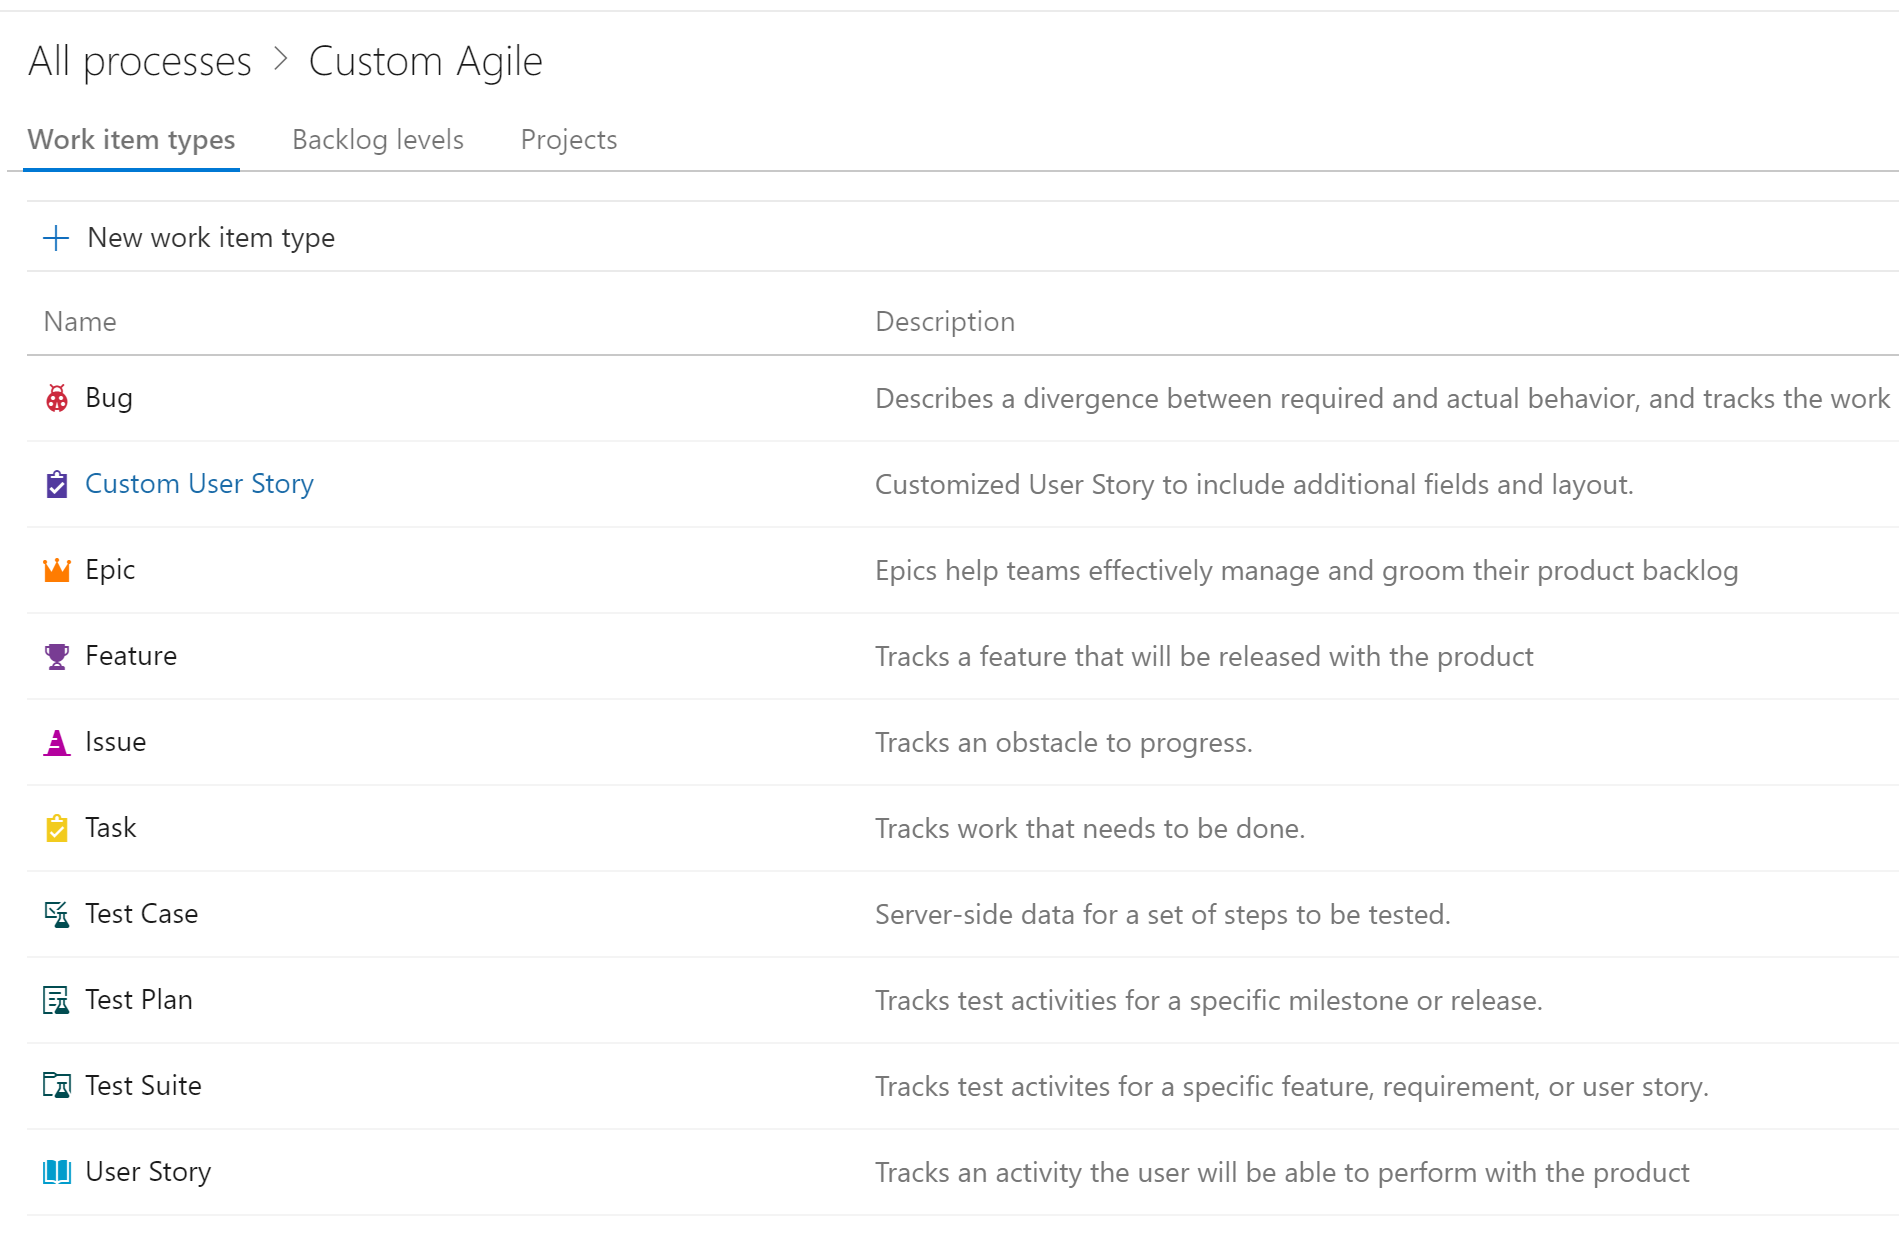 All processes > Custom Agile
Work item types Backlog levels Projects
New work item type
Name Description
Bug Describes a divergence between required and actual behavior, and tracks the work
Custom User Story Customized User Story to include additional fields and layout.
Epic Epics help teams effectively manage and groom their product backlog
Feature Tracks a feature that will be released with the product
Issue Tracks an obstacle to progress.
Task Tracks work that needs to be done.
Test Case Server-side data for a set of steps to be tested.
Test Plan Tracks test activities for a specific milestone or release.
Test Suite Tracks test activites for a specific feature, requirement, or user story.
User Story Tracks an activity the user will be able to perform with the product